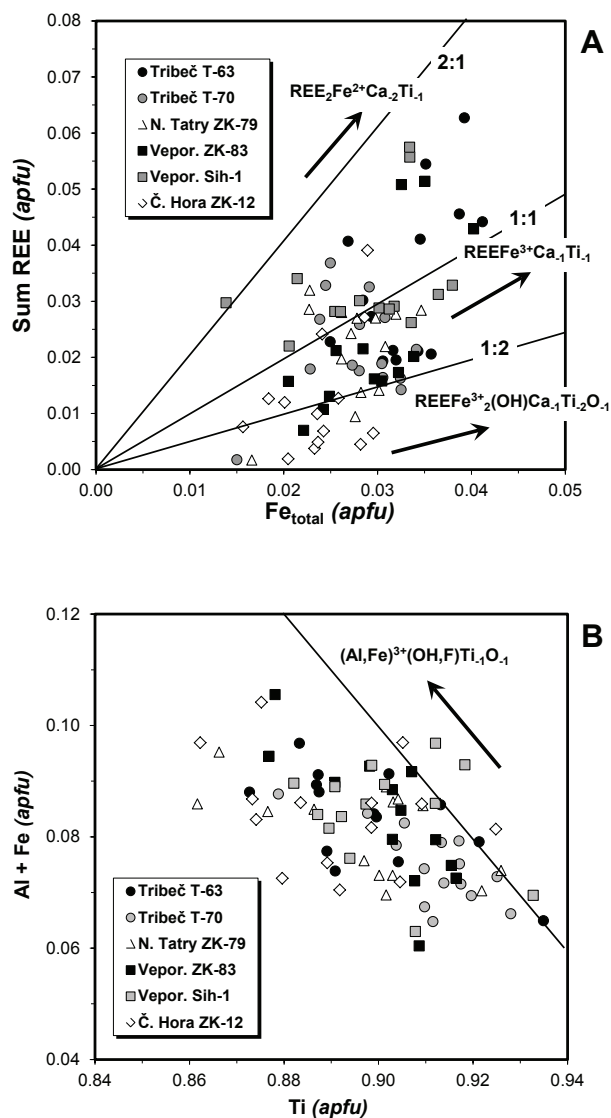 A
0.08
0.07
0.06
0.05
0.04
0.03
0.02
0.01
0.00
Sum REE (apfu)
Tribeč T-63
Tribeč T-70
N. Tatry ZK-79
Vepor. ZK-83
Vepor. Sih-1
Č. Hora ZK-12
2:1
REE₂Fe²⁺Ca₋₂Ti₋₁
1:1
REEFe³⁺Ca₋₁Ti₋₁
1:2
REEFe³⁺₂(OH)Ca₋₁Ti₋₂O₋₁
0.00 0.01 0.02 0.03 0.04 0.05
Fe total (apfu)
B
0.12
0.10
0.08
0.06
0.04
Al + Fe (apfu)
(Al,Fe)³⁺(OH,F)Ti₋₁O₋₁
Tribeč T-63
Tribeč T-70
N. Tatry ZK-79
Vepor. ZK-83
Vepor. Sih-1
Č. Hora ZK-12
0.84 0.86 0.88 0.90 0.92 0.94
Ti (apfu)